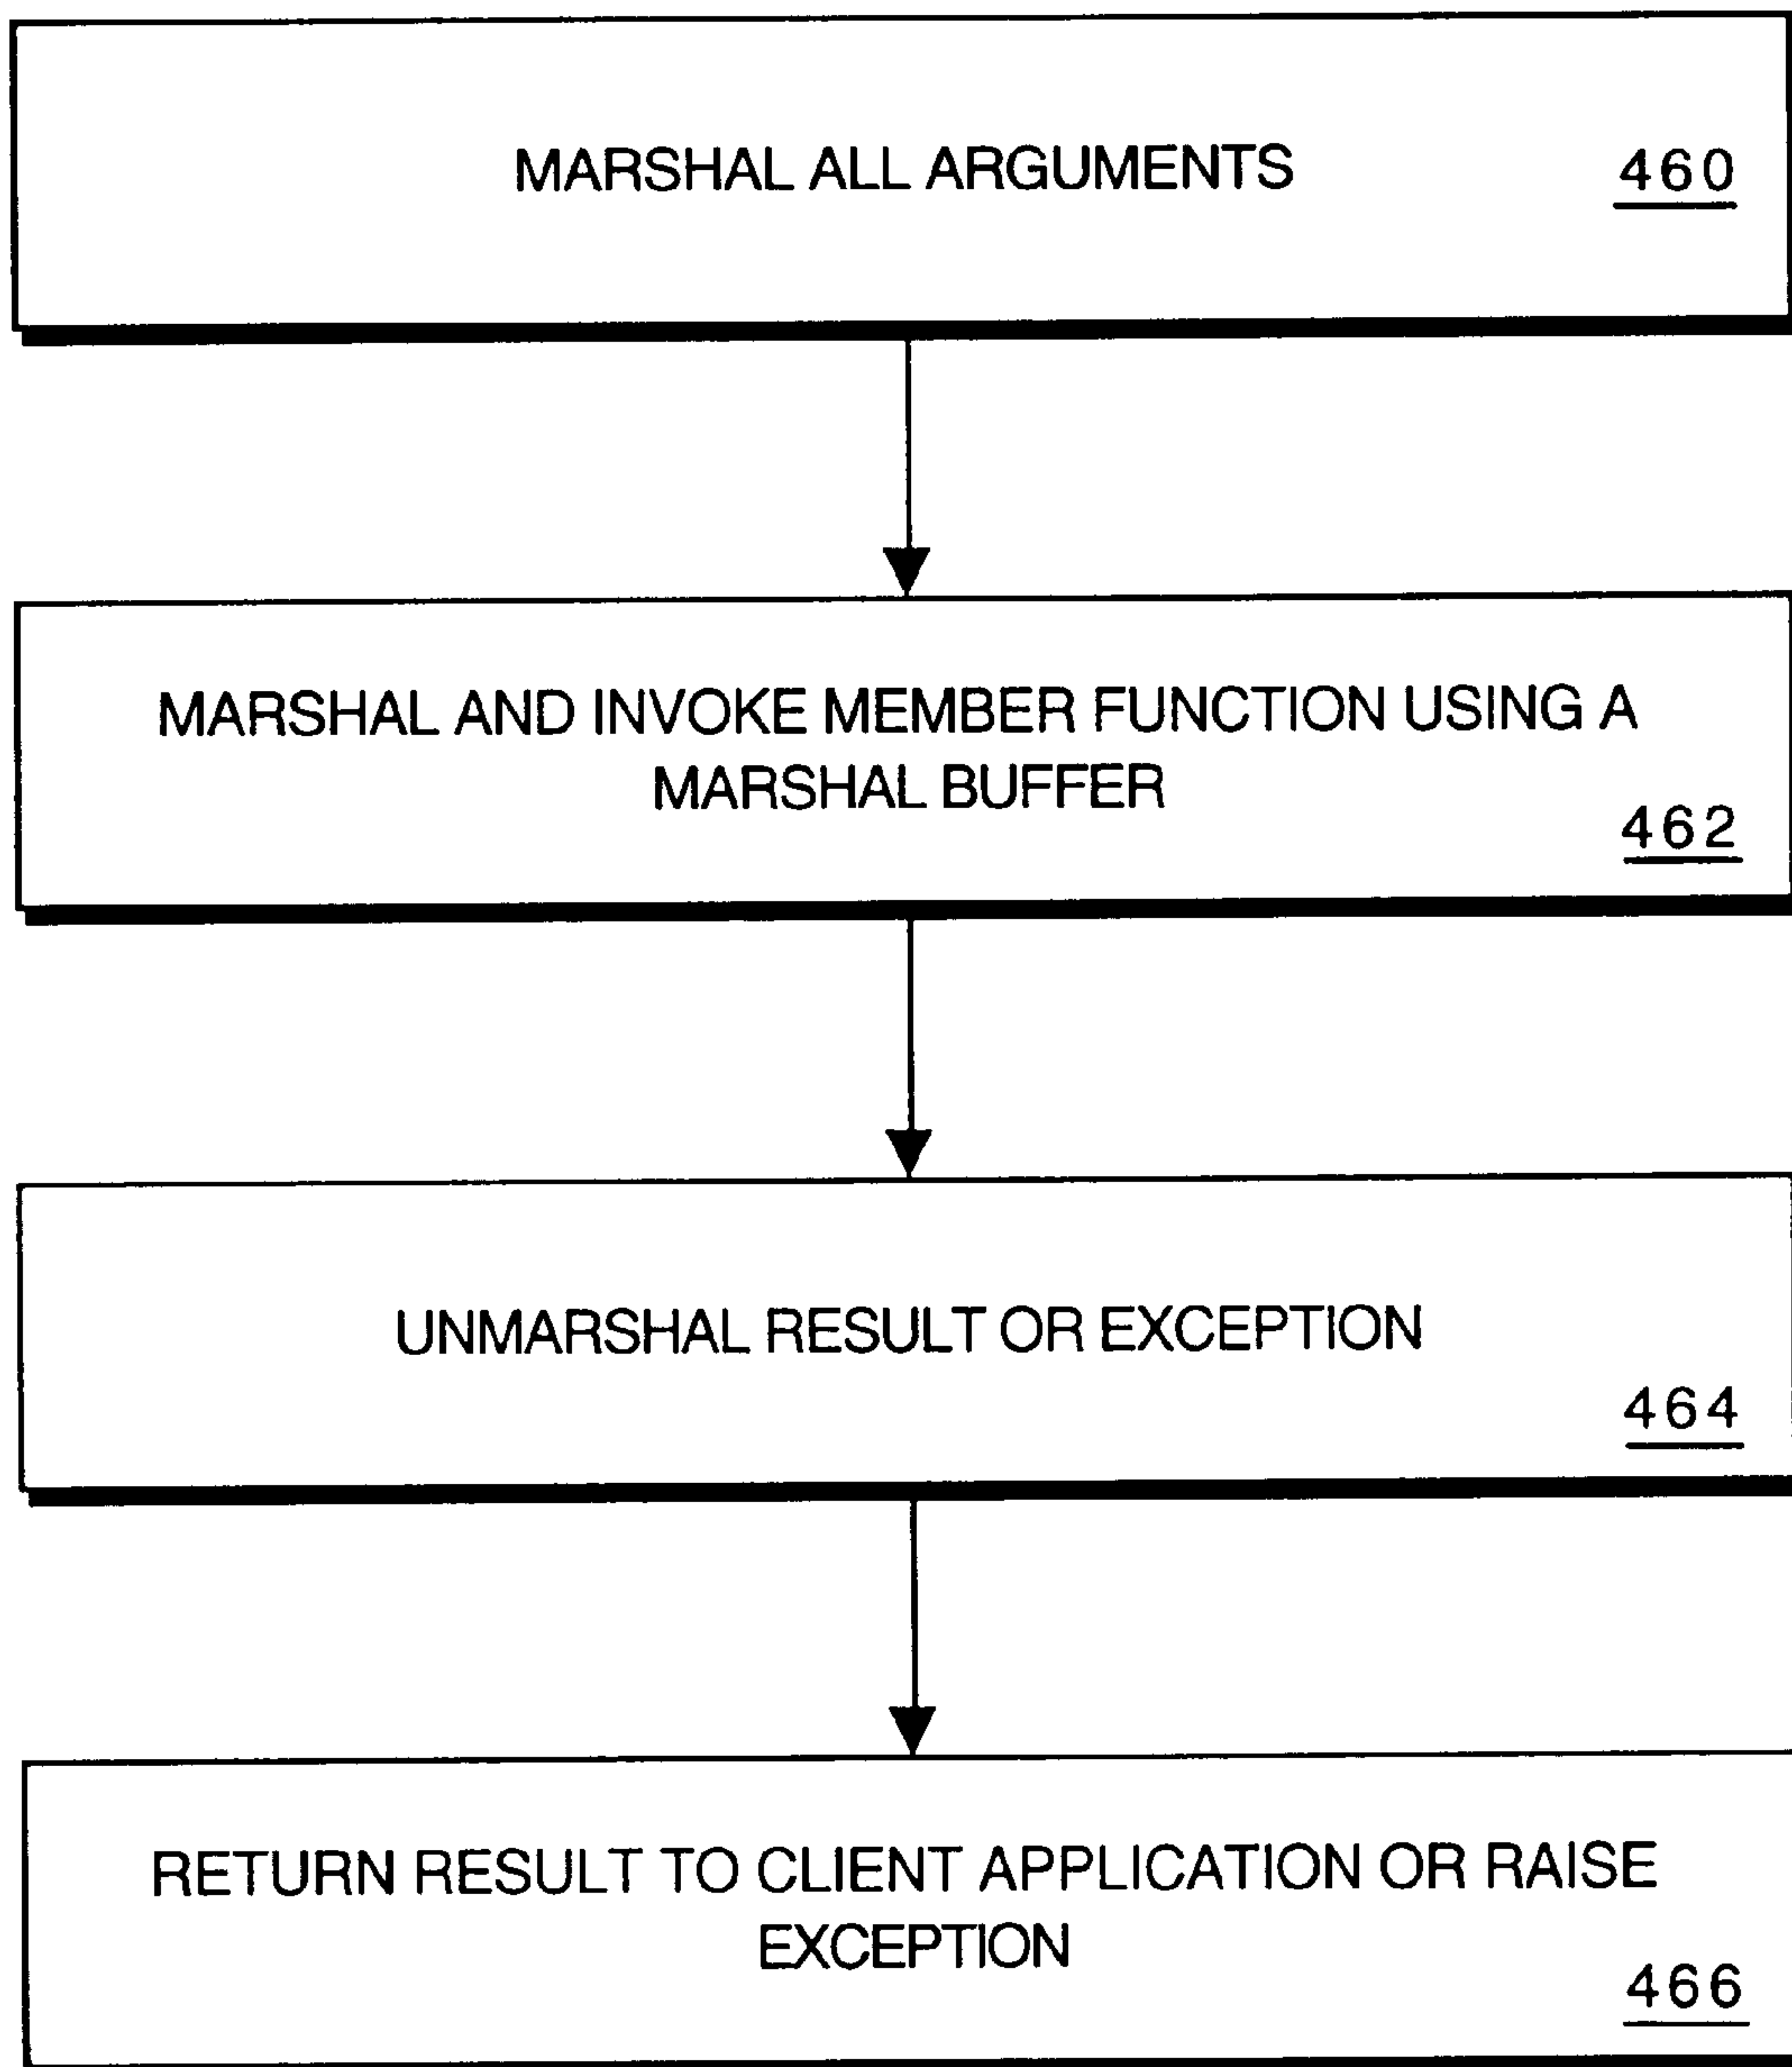 MARSHAL ALL ARGUMENTS
460
MARSHAL AND INVOKE MEMBER FUNCTION USING A
MARSHAL BUFFER
462
UNMARSHAL RESULT OR EXCEPTION
464
RETURN RESULT TO CLIENT APPLICATION OR RAISE
EXCEPTION
466